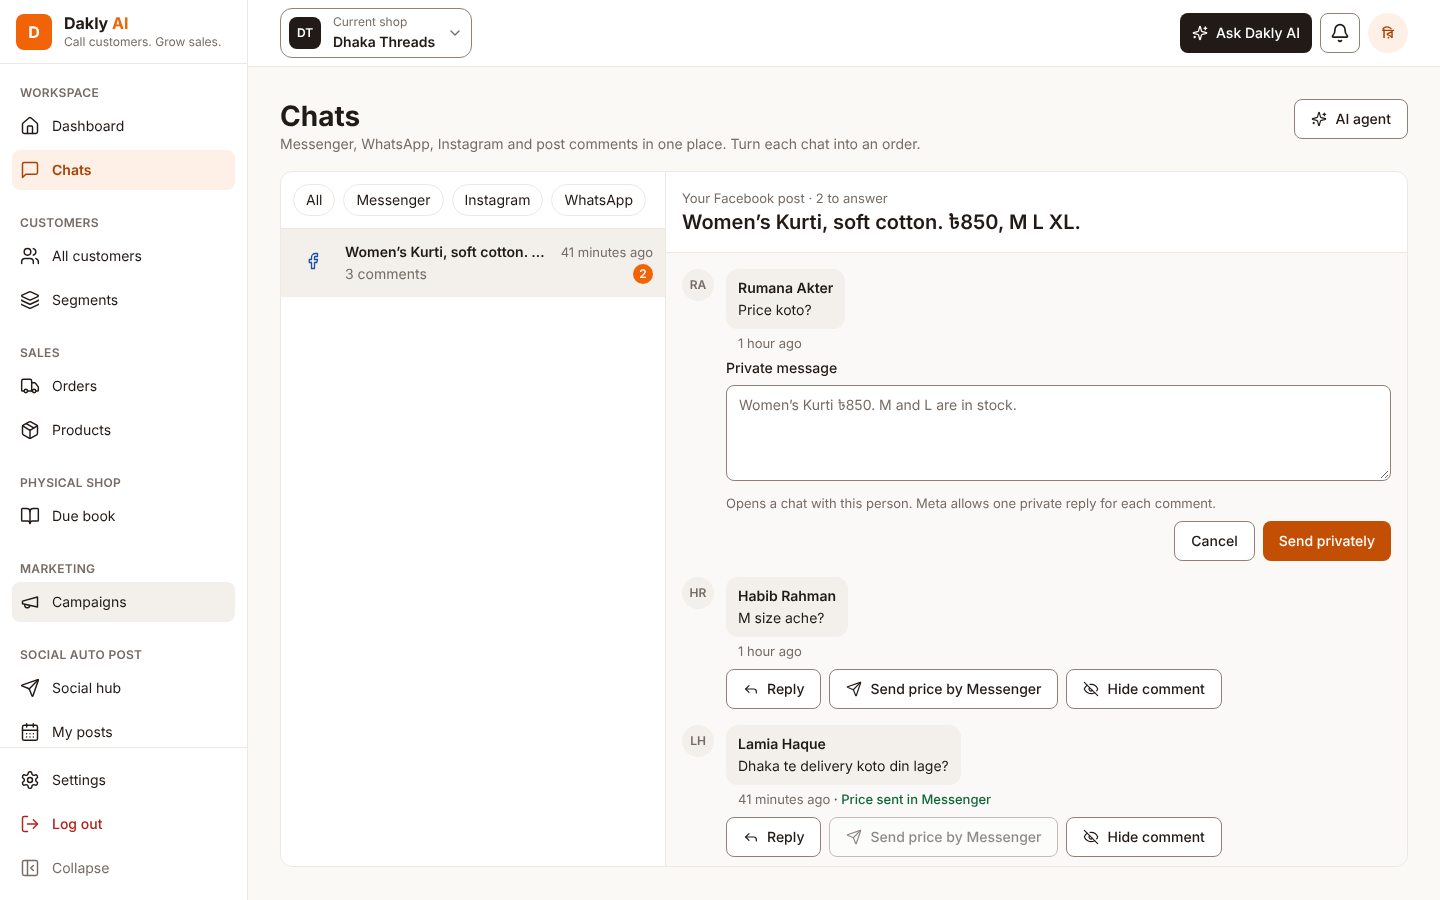 D
Dakly AI
Call customers. Grow sales.
DT
Current shop
Dhaka Threads
Ask Dakly AI
রি
WORKSPACE
Dashboard
Chats
CUSTOMERS
All customers
Segments
SALES
Orders
Products
PHYSICAL SHOP
Due book
MARKETING
Campaigns
SOCIAL AUTO POST
Social hub
My posts
Settings
Log out
Collapse
Chats
Messenger, WhatsApp, Instagram and post comments in one place. Turn each chat into an order.
AI agent
All
Messenger
Instagram
WhatsApp
Women’s Kurti, soft cotton. ...
41 minutes ago
3 comments
2
Your Facebook post · 2 to answer
Women’s Kurti, soft cotton. ৳850, M L XL.
RA
Rumana Akter
Price koto?
1 hour ago
Private message
Women’s Kurti ৳850. M and L are in stock.
Opens a chat with this person. Meta allows one private reply for each comment.
Cancel
Send privately
HR
Habib Rahman
M size ache?
1 hour ago
Reply
Send price by Messenger
Hide comment
LH
Lamia Haque
Dhaka te delivery koto din lage?
41 minutes ago · Price sent in Messenger
Reply
Send price by Messenger
Hide comment